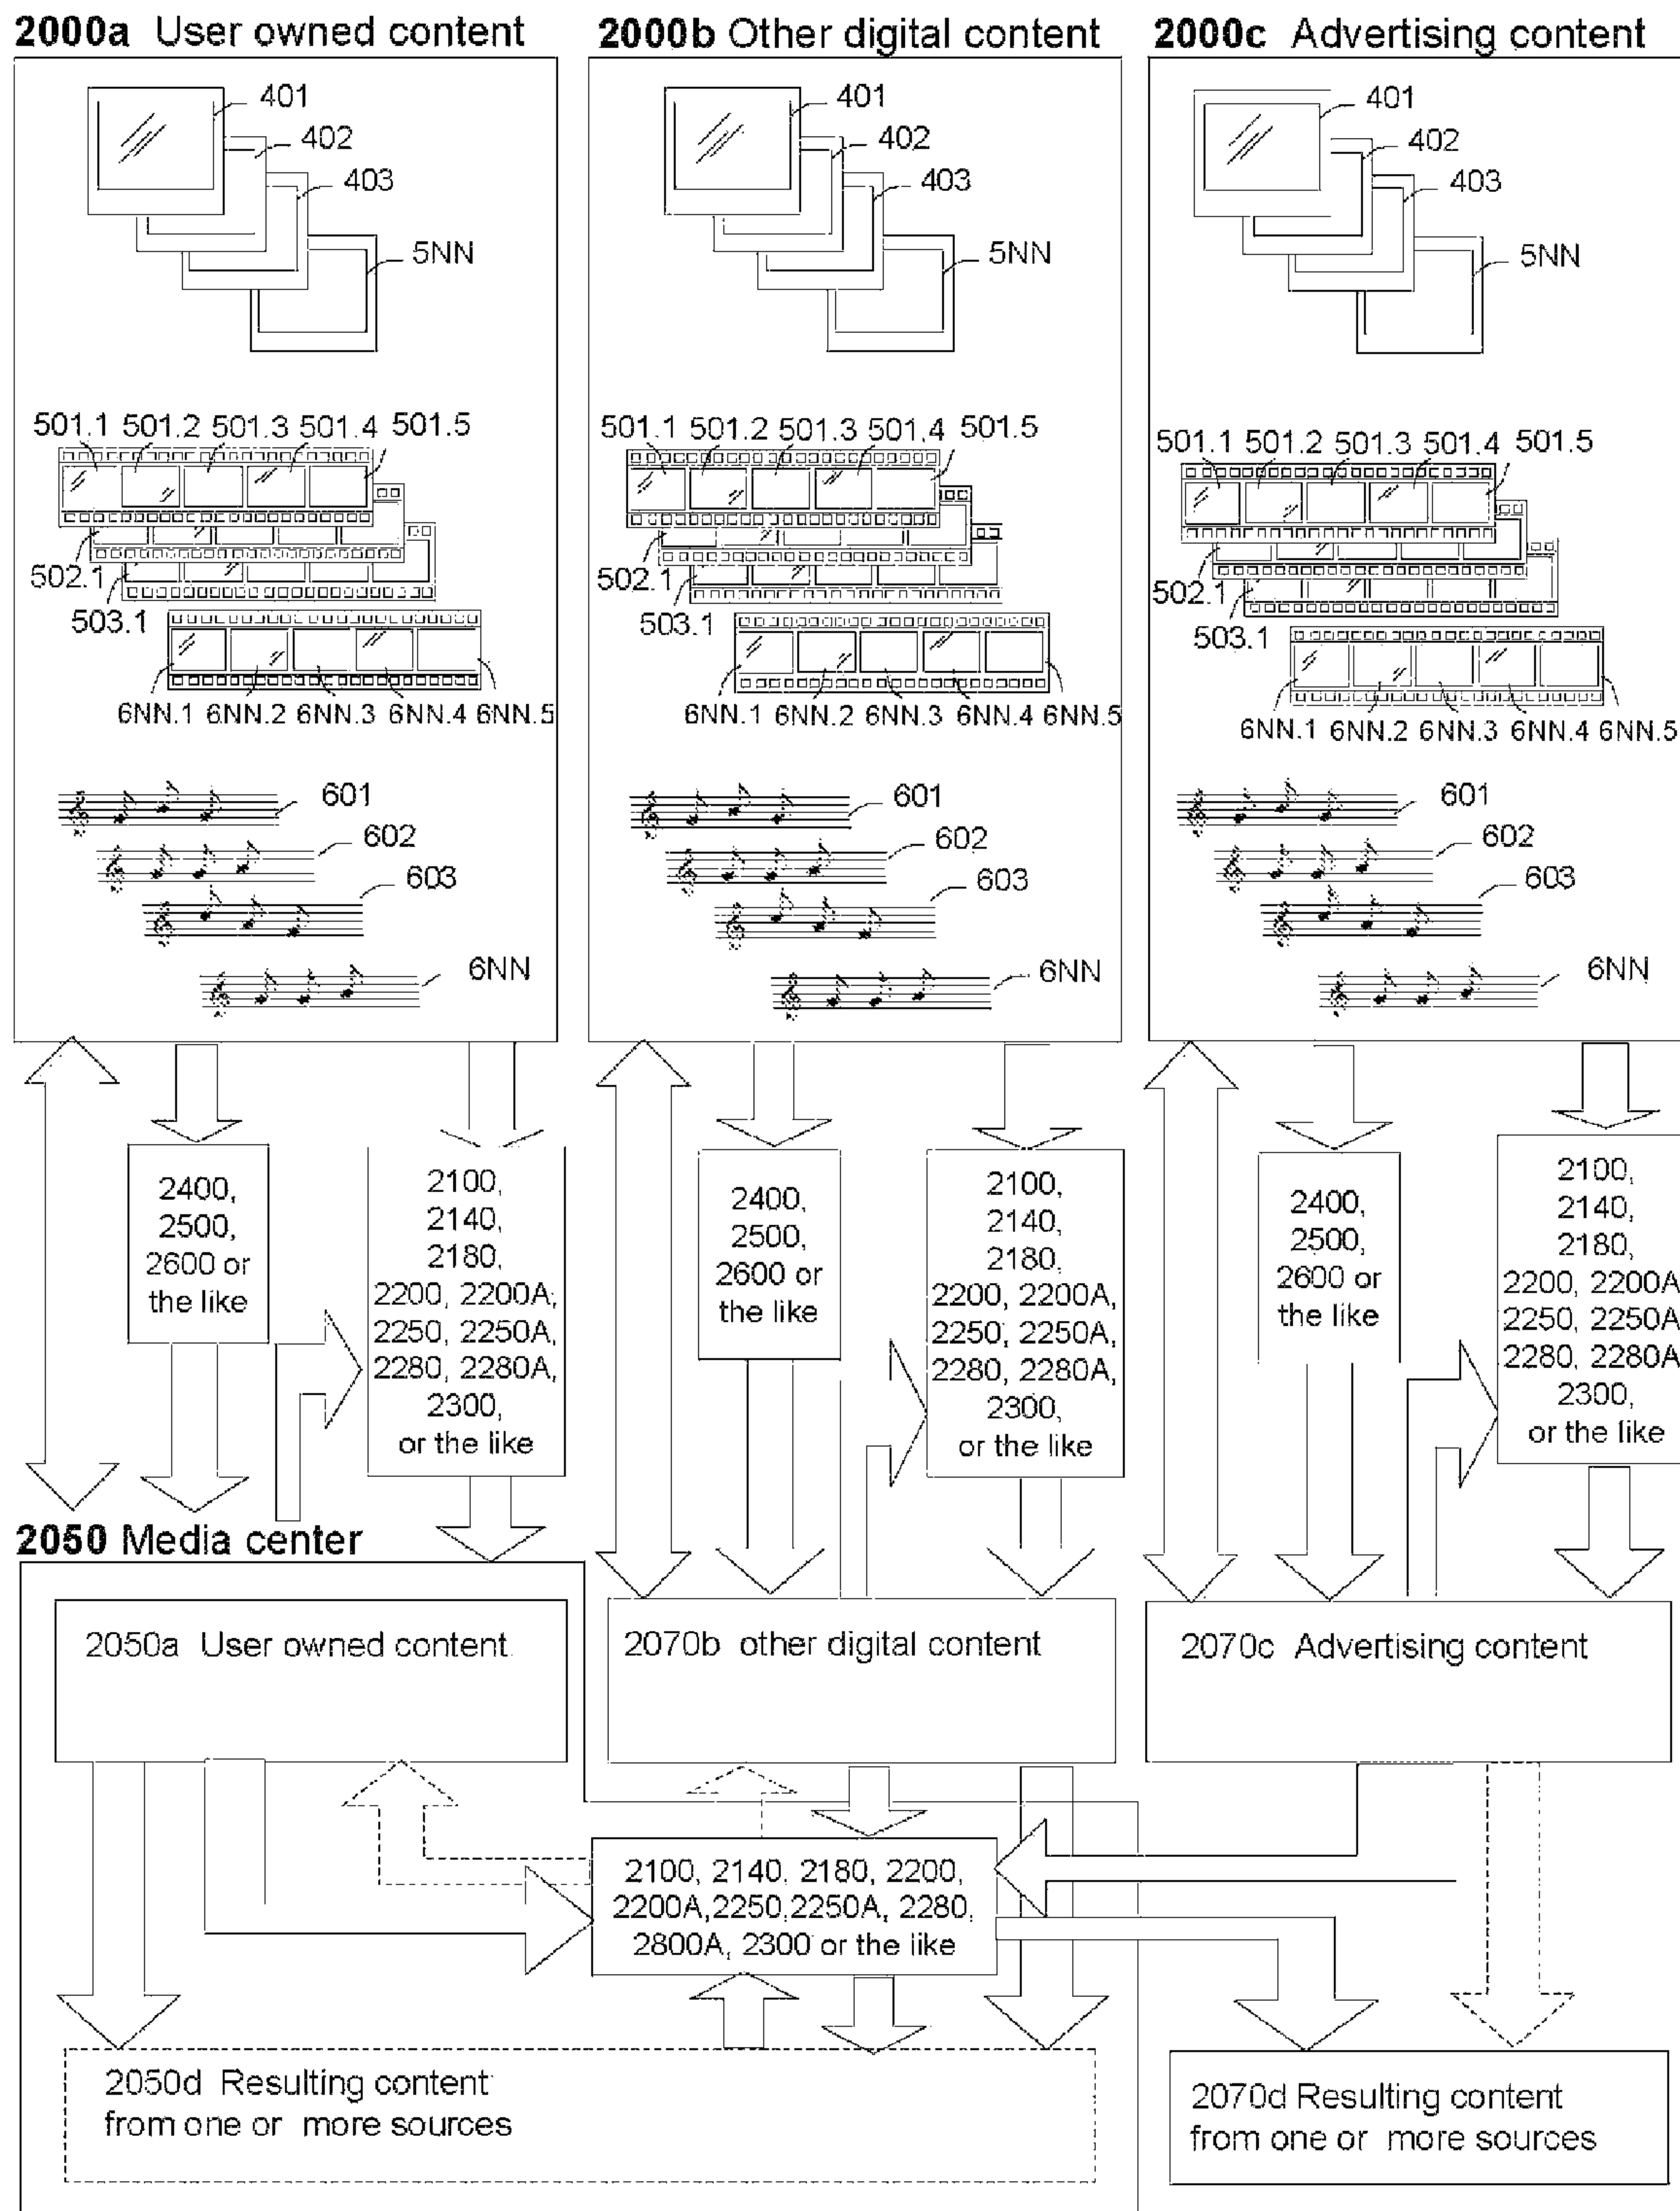 2000a User owned content
401
402
403
5NN
501.1 501.2 501.3 501.4 501.5
502.1
503.1
6NN.1 6NN.2 6NN.3 6NN.4 6NN.5
601
602
603
6NN
2400,
2500,
2600 or
the like
2100,
2140,
2180,
2200, 2200A,
2250, 2250A,
2280, 2280A,
2300,
or the like
2000b Other digital content
401
402
403
5NN
501.1 501.2 501.3 501.4 501.5
502.1
503.1
6NN.1 6NN.2 6NN.3 6NN.4 6NN.5
601
602
603
6NN
2400,
2500,
2600 or
the like
2100,
2140,
2180,
2200, 2200A,
2250, 2250A,
2280, 2280A,
2300,
or the like
2000c Advertising content
401
402
403
5NN
501.1 501.2 501.3 501.4 501.5
502.1
503.1
6NN.1 6NN.2 6NN.3 6NN.4 6NN.5
601
602
603
6NN
2400,
2500,
2600 or
the like
2100,
2140,
2180,
2200, 2200A
2250, 2250A
2280, 2280A
2300,
or the like
2050 Media center
2050a User owned content
2070b other digital content
2070c Advertising content
2100, 2140, 2180, 2200,
2200A,2250,2250A, 2280,
2800A, 2300 or the like
2050d Resulting content
from one or more sources
2070d Resulting content
from one or more sources